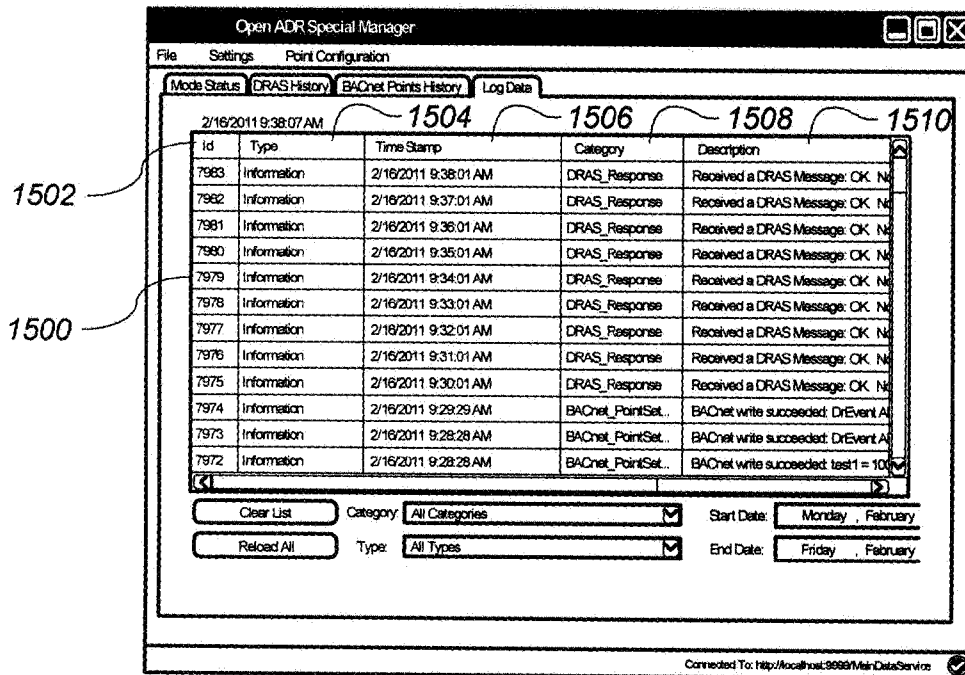 Open ADR Special Manager
File Settings Point Configuration
Mode Status DRAS History BACnet Points History Log Data
2/16/2011 9:38:07 AM 1504 1506 1508 1510
Id Type Time Stamp Category Description
1502
7983 Information 2/16/2011 9:38:01 AM DRAS_Response Received a DRAS Message: OK No
7982 Information 2/16/2011 9:37:01 AM DRAS_Response Received a DRAS Message: OK No
7981 Information 2/16/2011 9:36:01 AM DRAS_Response Received a DRAS Message: OK No
7980 Information 2/16/2011 9:35:01 AM DRAS_Response Received a DRAS Message: OK No
7979 Information 2/16/2011 9:34:01 AM DRAS_Response Received a DRAS Message: OK No
7978 Information 2/16/2011 9:33:01 AM DRAS_Response Received a DRAS Message: OK No
1500
7977 Information 2/16/2011 9:32:01 AM DRAS_Response Received a DRAS Message: OK No
7976 Information 2/16/2011 9:31:01 AM DRAS_Response Received a DRAS Message: OK No
7975 Information 2/16/2011 9:30:01 AM DRAS_Response Received a DRAS Message: OK No
7974 Information 2/16/2011 9:29:29 AM BACnet_PointSet... BACnet write succeeded: DrEvent Al
7973 Information 2/16/2011 9:28:28 AM BACnet_PointSet... BACnet write succeeded: DrEvent Al
7972 Information 2/16/2011 9:28:28 AM BACnet_PointSet... BACnet write succeeded: test1 = 100
Clear List Category: All Categories Start Date: Monday , February
Reload All Type: All Types End Date: Friday , February
Connected To: http://localhost:9999/MainDataService